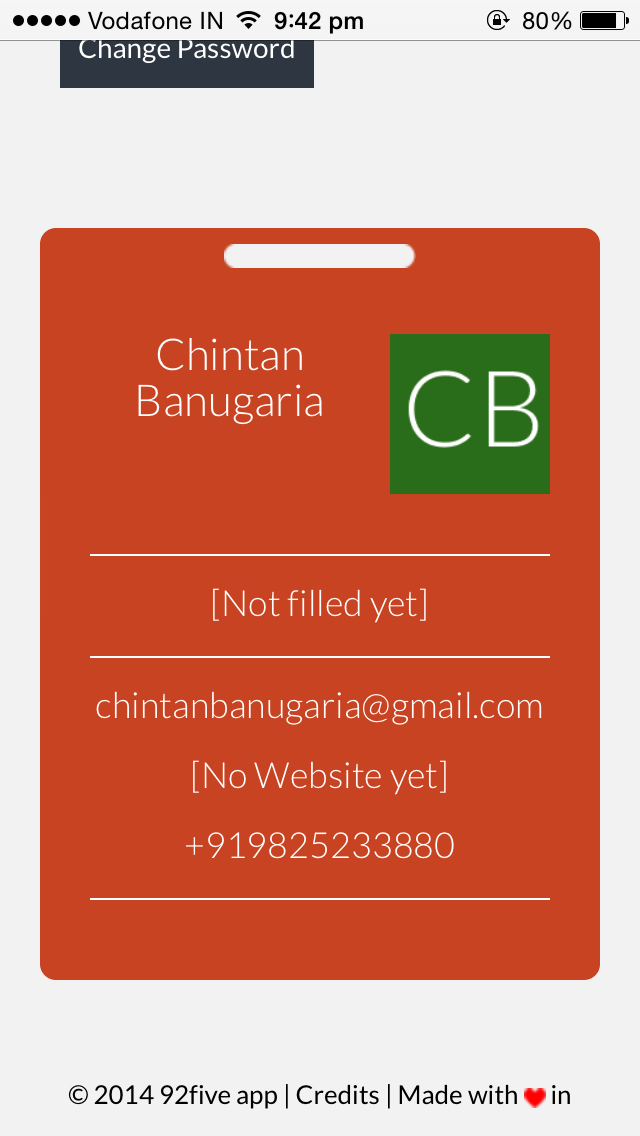 Vodafone IN 9:42 pm 80%
Change Password
Chintan
Banugaria
CB
[Not filled yet]
chintanbanugaria@gmail.com
[No Website yet]
+919825233880
© 2014 92five app | Credits | Made with ❤ in